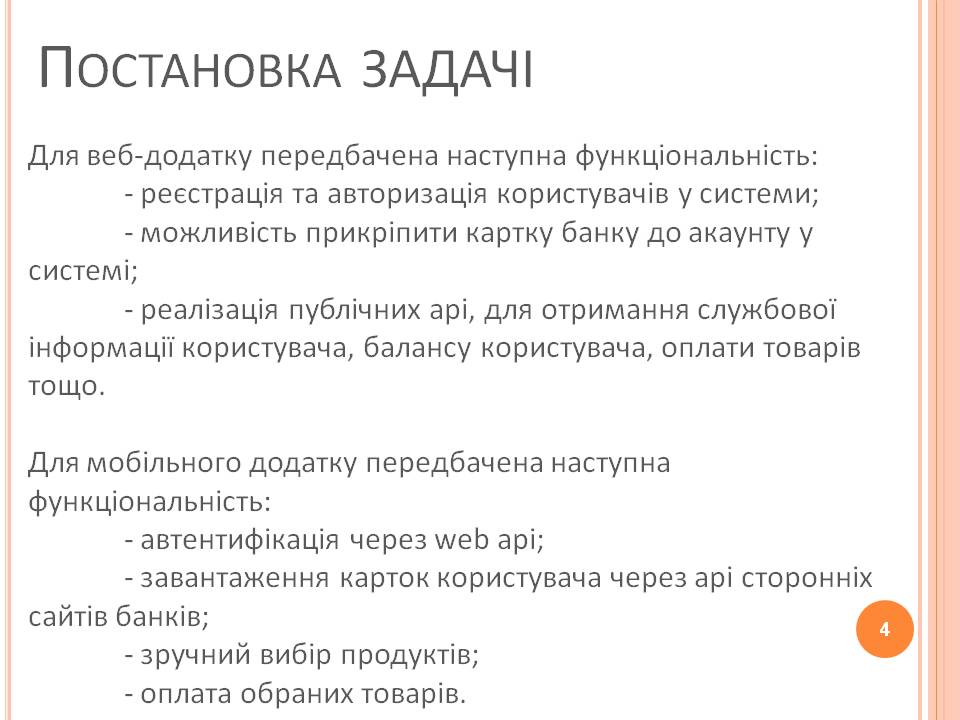 Постановка задачі
Для веб-додатку передбачена наступна функціональність:
- реєстрація та авторизація користувачів у системи;
- можливість прикріпити картку банку до акаунту у
системі;
- реалізація публічних арі, для отримання службової
інформації користувача, балансу користувача, оплати товарів
тощо.
Для мобільного додатку передбачена наступна
функціональність:
- автентифікація через web api;
- завантаження карток користувача через арі сторонніх
сайтів банків;
- зручний вибір продуктів;
- оплата обраних товарів.
4